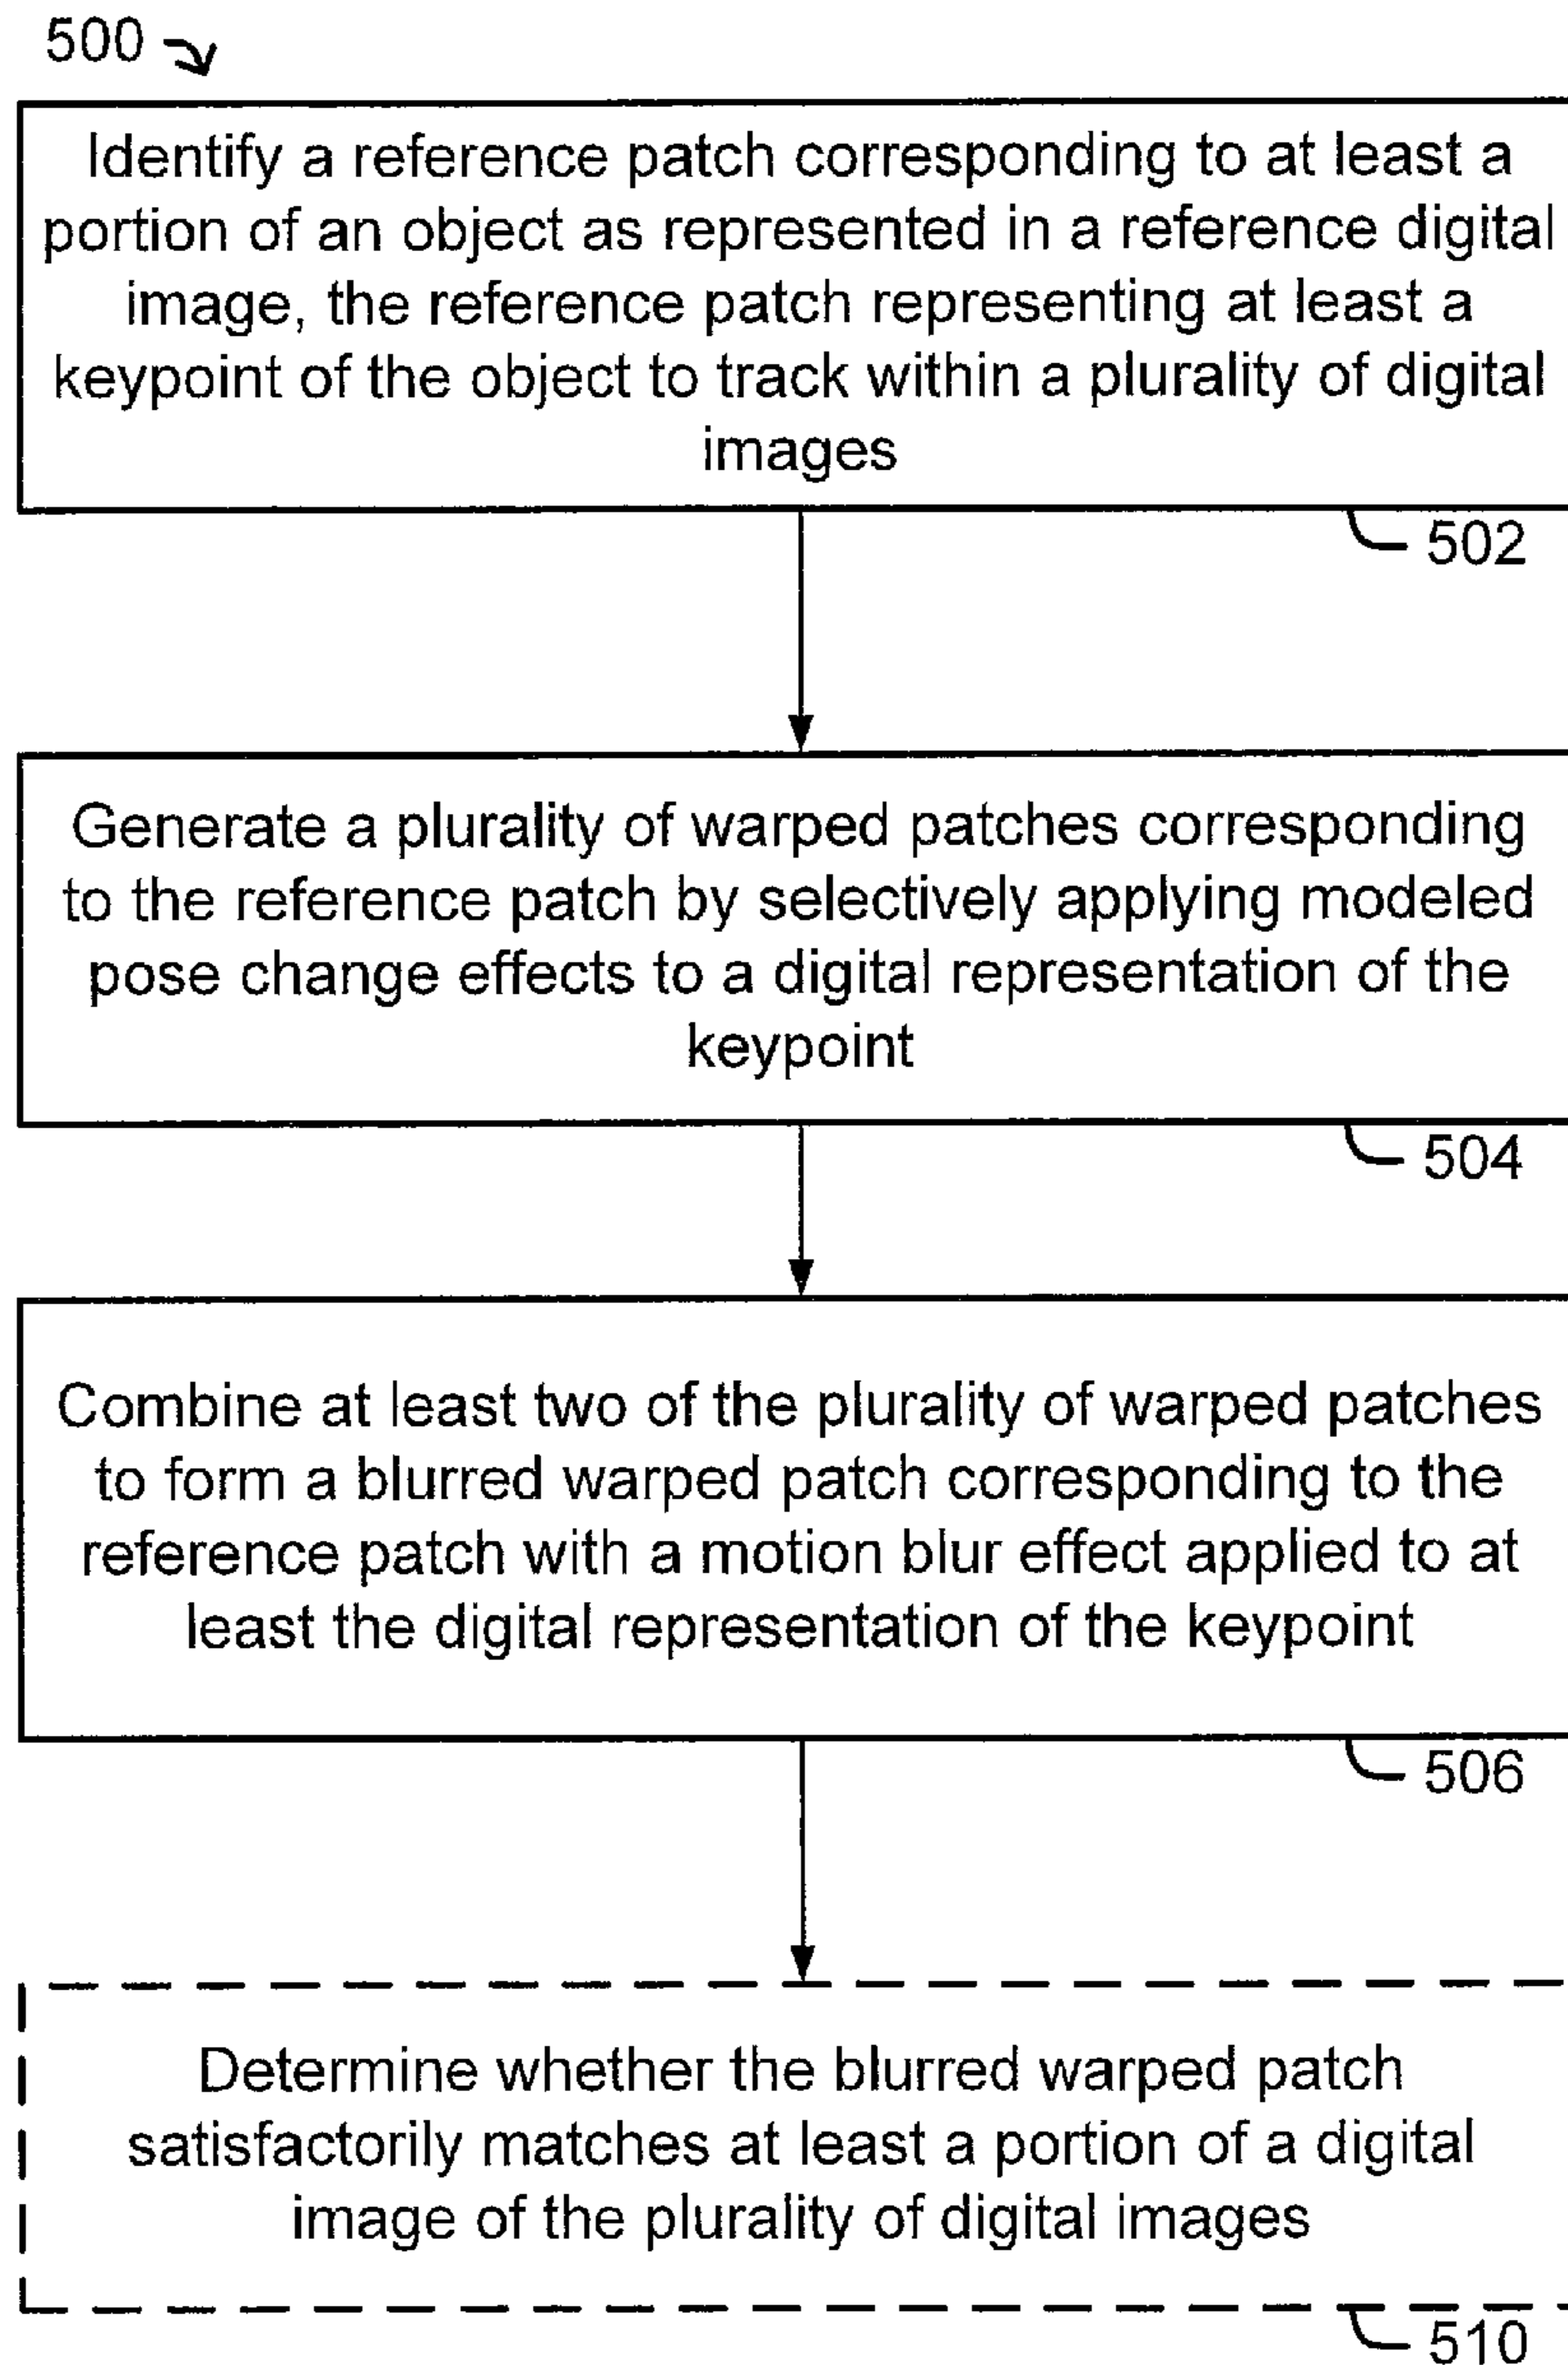 500
Identify a reference patch corresponding to at least a
portion of an object as represented in a reference digital
image, the reference patch representing at least a
keypoint of the object to track within a plurality of digital
images
502
Generate a plurality of warped patches corresponding
to the reference patch by selectively applying modeled
pose change effects to a digital representation of the
keypoint
504
Combine at least two of the plurality of warped patches
to form a blurred warped patch corresponding to the
reference patch with a motion blur effect applied to at
least the digital representation of the keypoint
506
Determine whether the blurred warped patch
satisfactorily matches at least a portion of a digital
image of the plurality of digital images
510